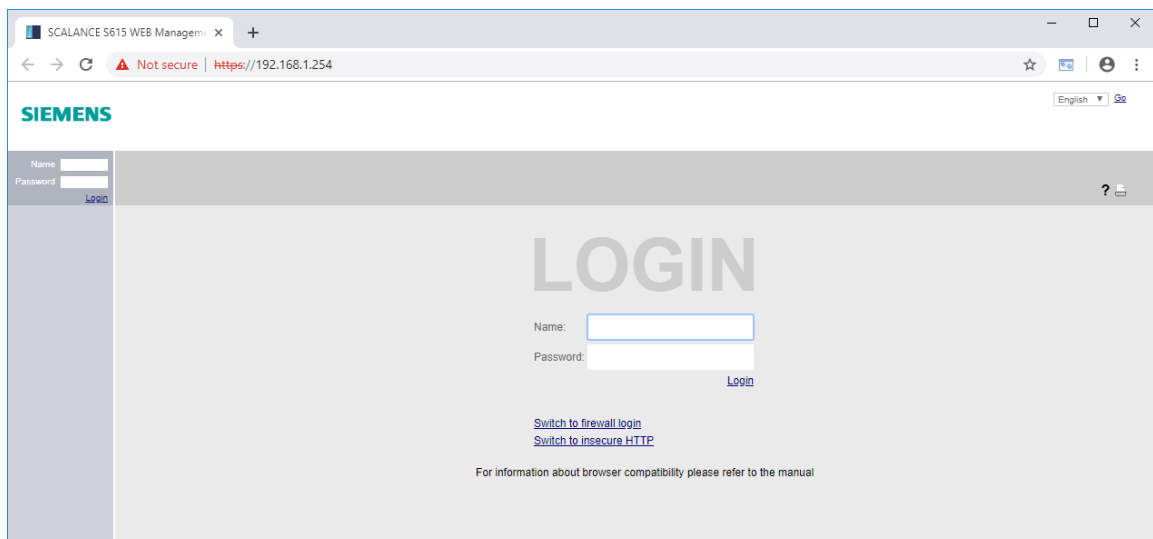 SCALANCE S615 WEB Managem
Not secure | https://192.168.1.254
SIEMENS
English Go
Name
Password
Login
?
LOGIN
Name:
Password:
Login
Switch to firewall login
Switch to insecure HTTP
For information about browser compatibility please refer to the manual